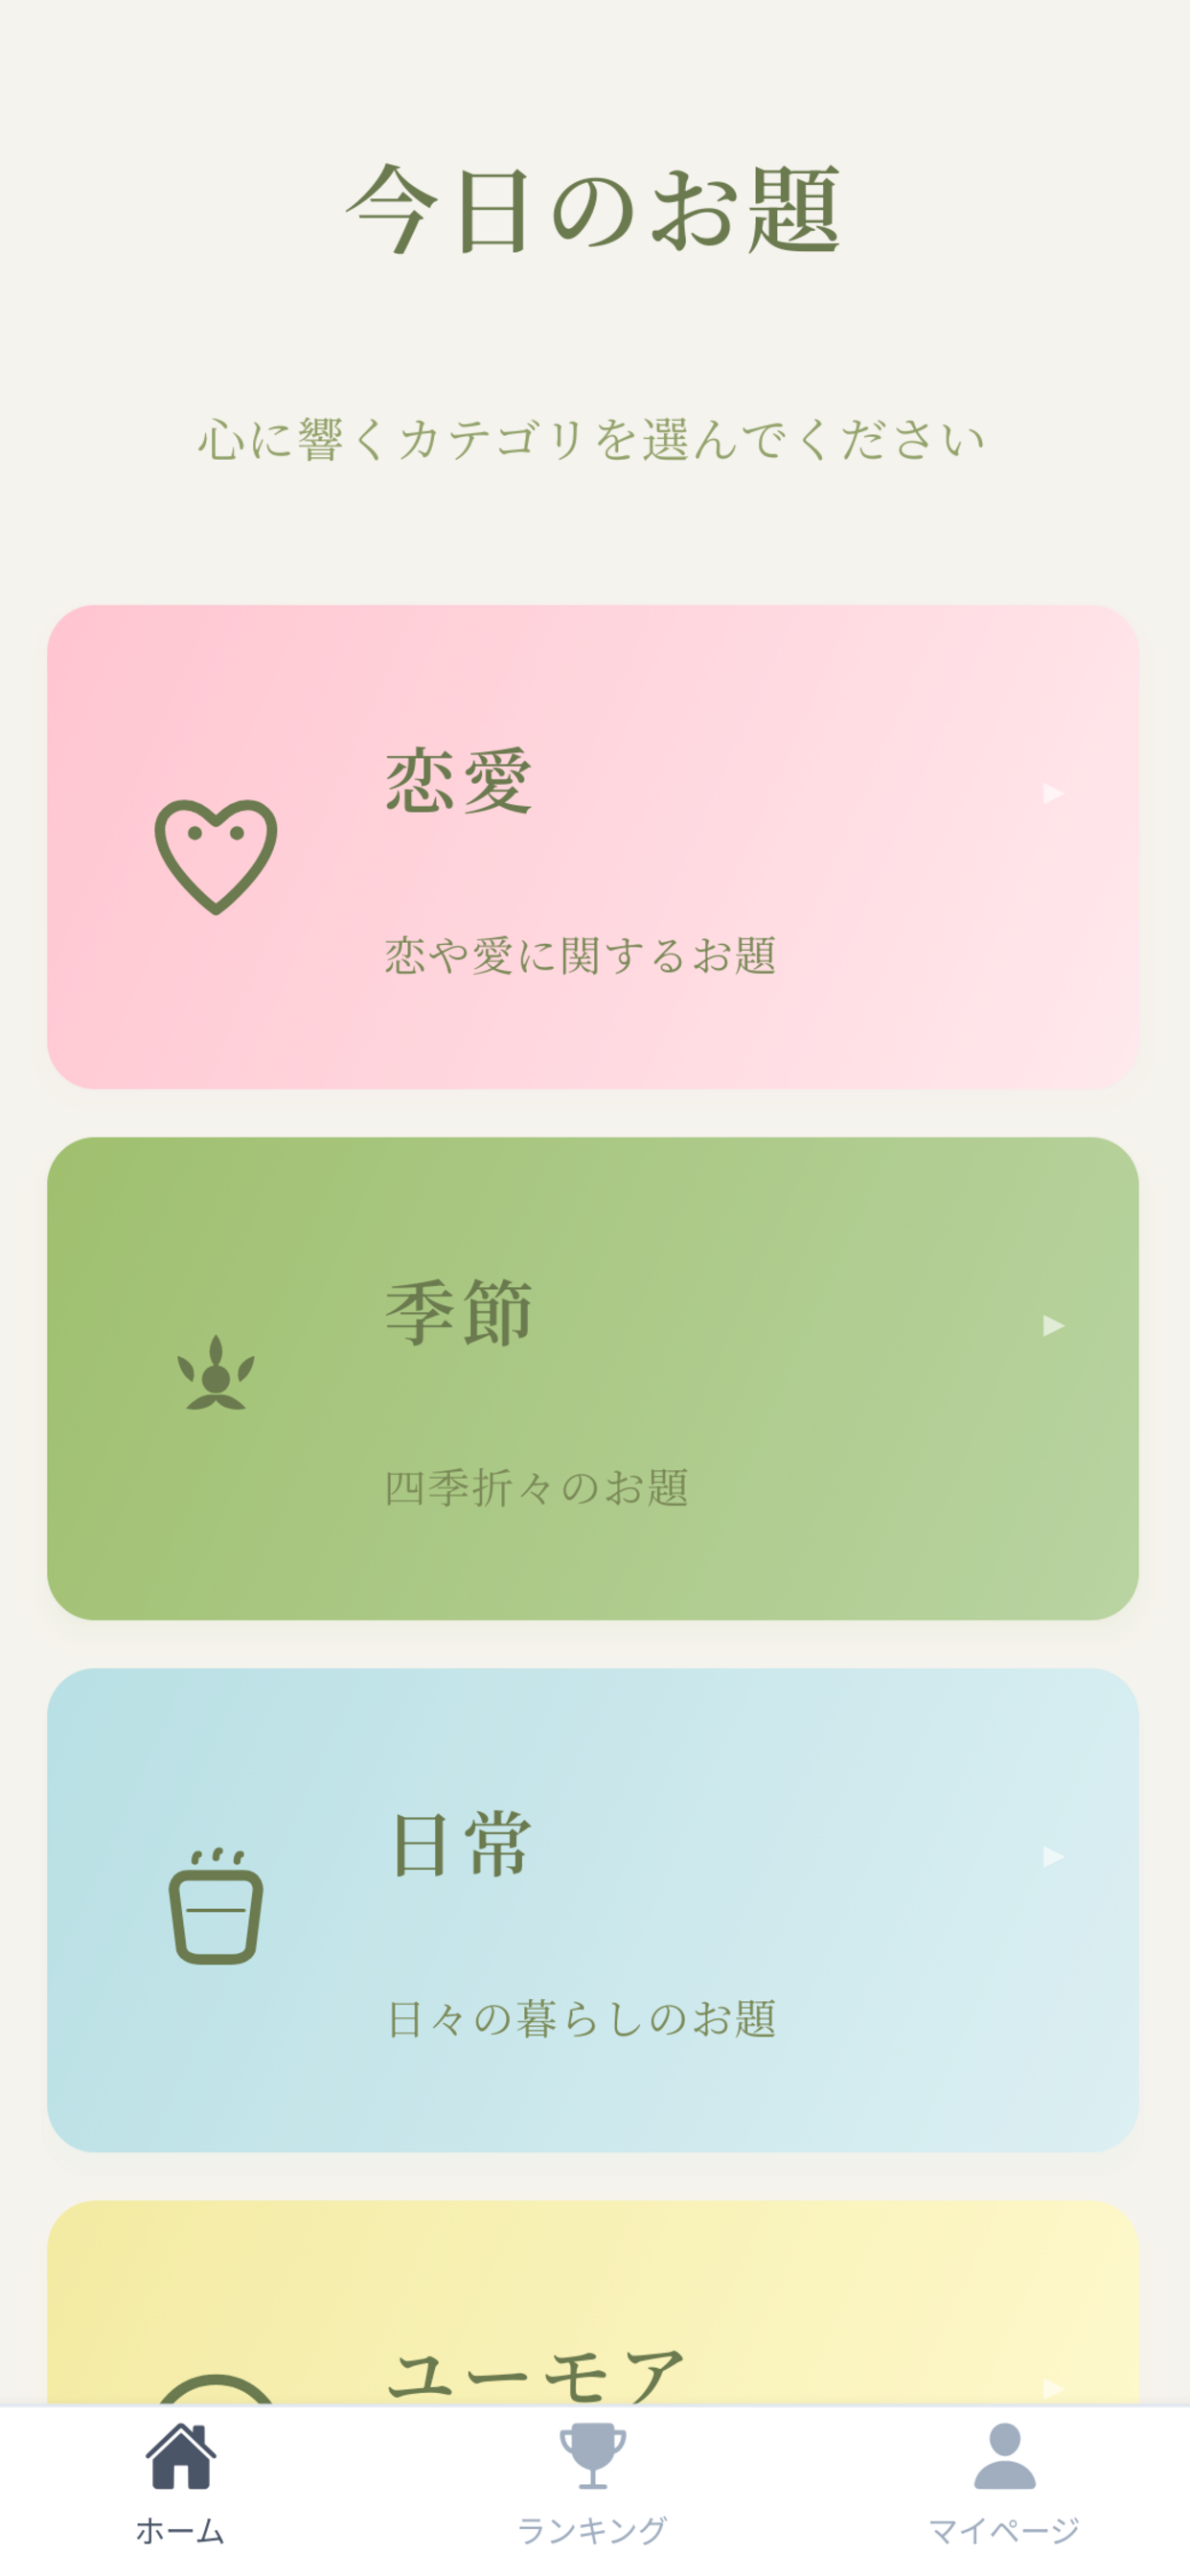 今日のお題
心に響くカテゴリを選んでください
恋愛
恋や愛に関するお題
季節
四季折々のお題
日常
日々の暮らしのお題
ユーモア
ホーム
ランキング
マイページ